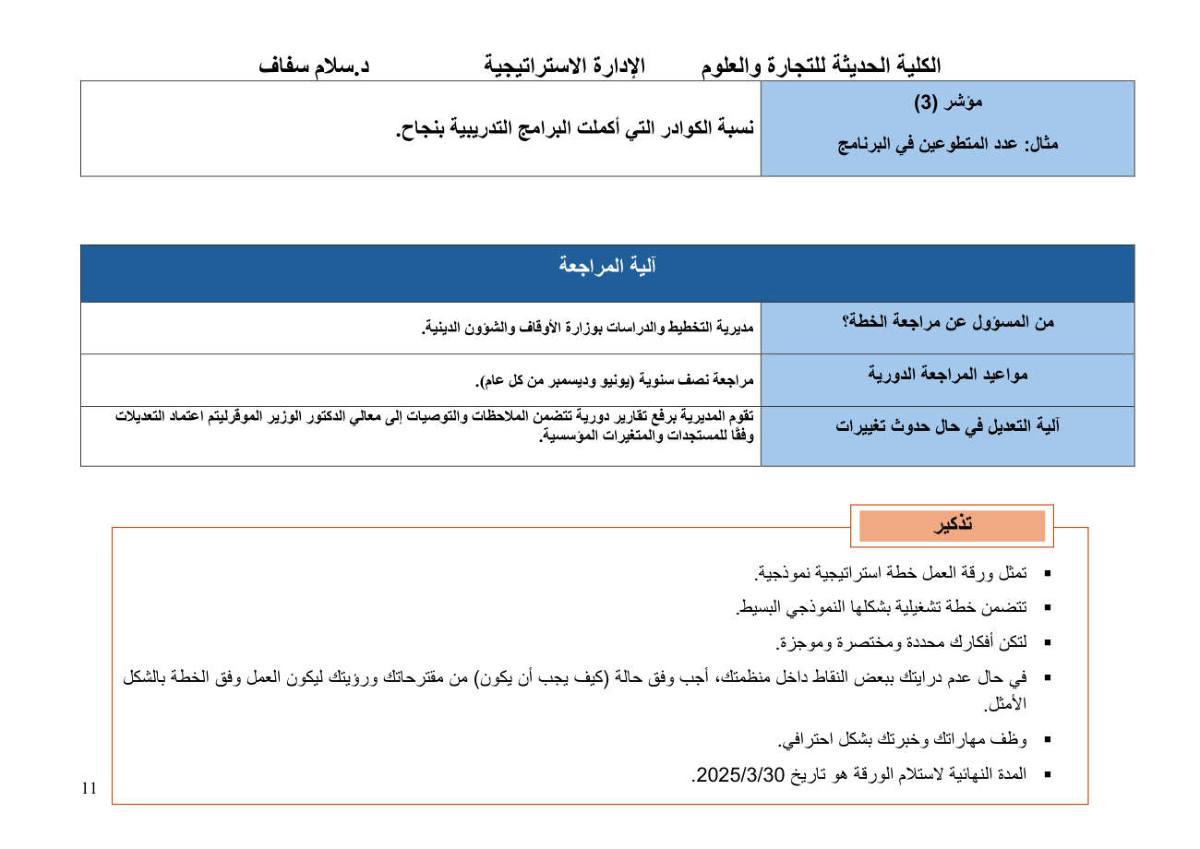 الكلية الحديثة للتجارة والعلوم الإدارة الاستراتيجية د.سلام سفاف
مؤشر (3)
مثال: عدد المتطوعين في البرنامج
نسبة الكوادر التي أكملت البرامج التدريبية بنجاح.
آلية المراجعة
من المسؤول عن مراجعة الخطة؟
مديرية التخطيط والدراسات بوزارة الأوقاف والشؤون الدينية.
مواعيد المراجعة الدورية
مراجعة نصف سنوية (يونيو وديسمبر من كل عام).
آلية التعديل في حال حدوث تغييرات
تقوم المديرية برفع تقارير دورية تتضمن الملاحظات والتوصيات إلى معالي الدكتور الوزير الموقرليتم اعتماد التعديلات
وفقًا للمستجدات والمتغيرات المؤسسية.
تذكير
▪ تمثل ورقة العمل خطة استراتيجية نموذجية.
▪ تتضمن خطة تشغيلية بشكلها النموذجي البسيط.
▪ لتكن أفكارك محددة ومختصرة وموجزة.
▪ في حال عدم درايتك ببعض النقاط داخل منظمتك، أجب وفق حالة (كيف يجب أن يكون) من مقترحاتك ورؤيتك ليكون العمل وفق الخطة بالشكل
الأمثل.
▪ وظف مهاراتك وخبرتك بشكل احترافي.
▪ المدة النهائية لاستلام الورقة هو تاريخ 2025/3/30.
11